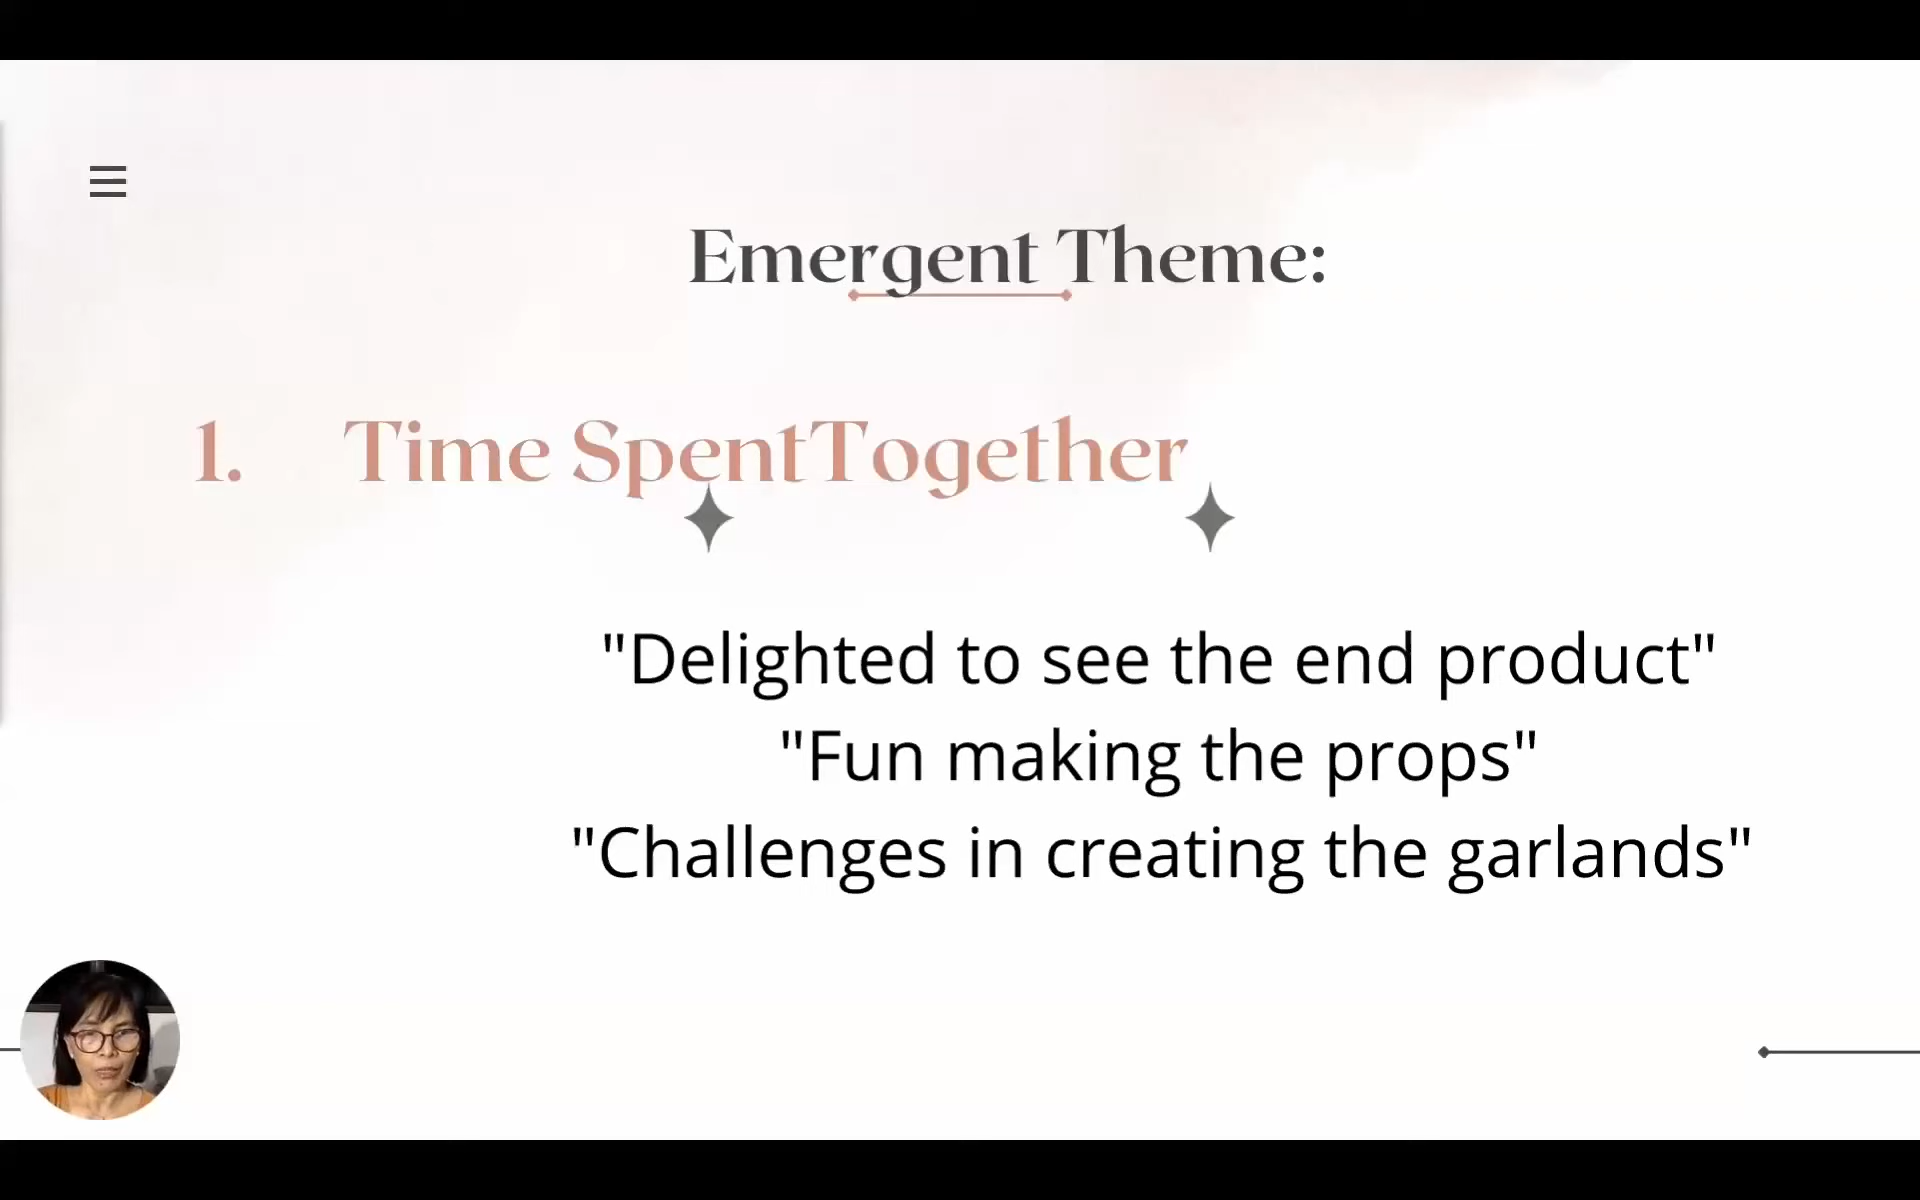 Emergent Theme:
1. Time SpentTogether
"Delighted to see the end product"
"Fun making the props"
"Challenges in creating the garlands"